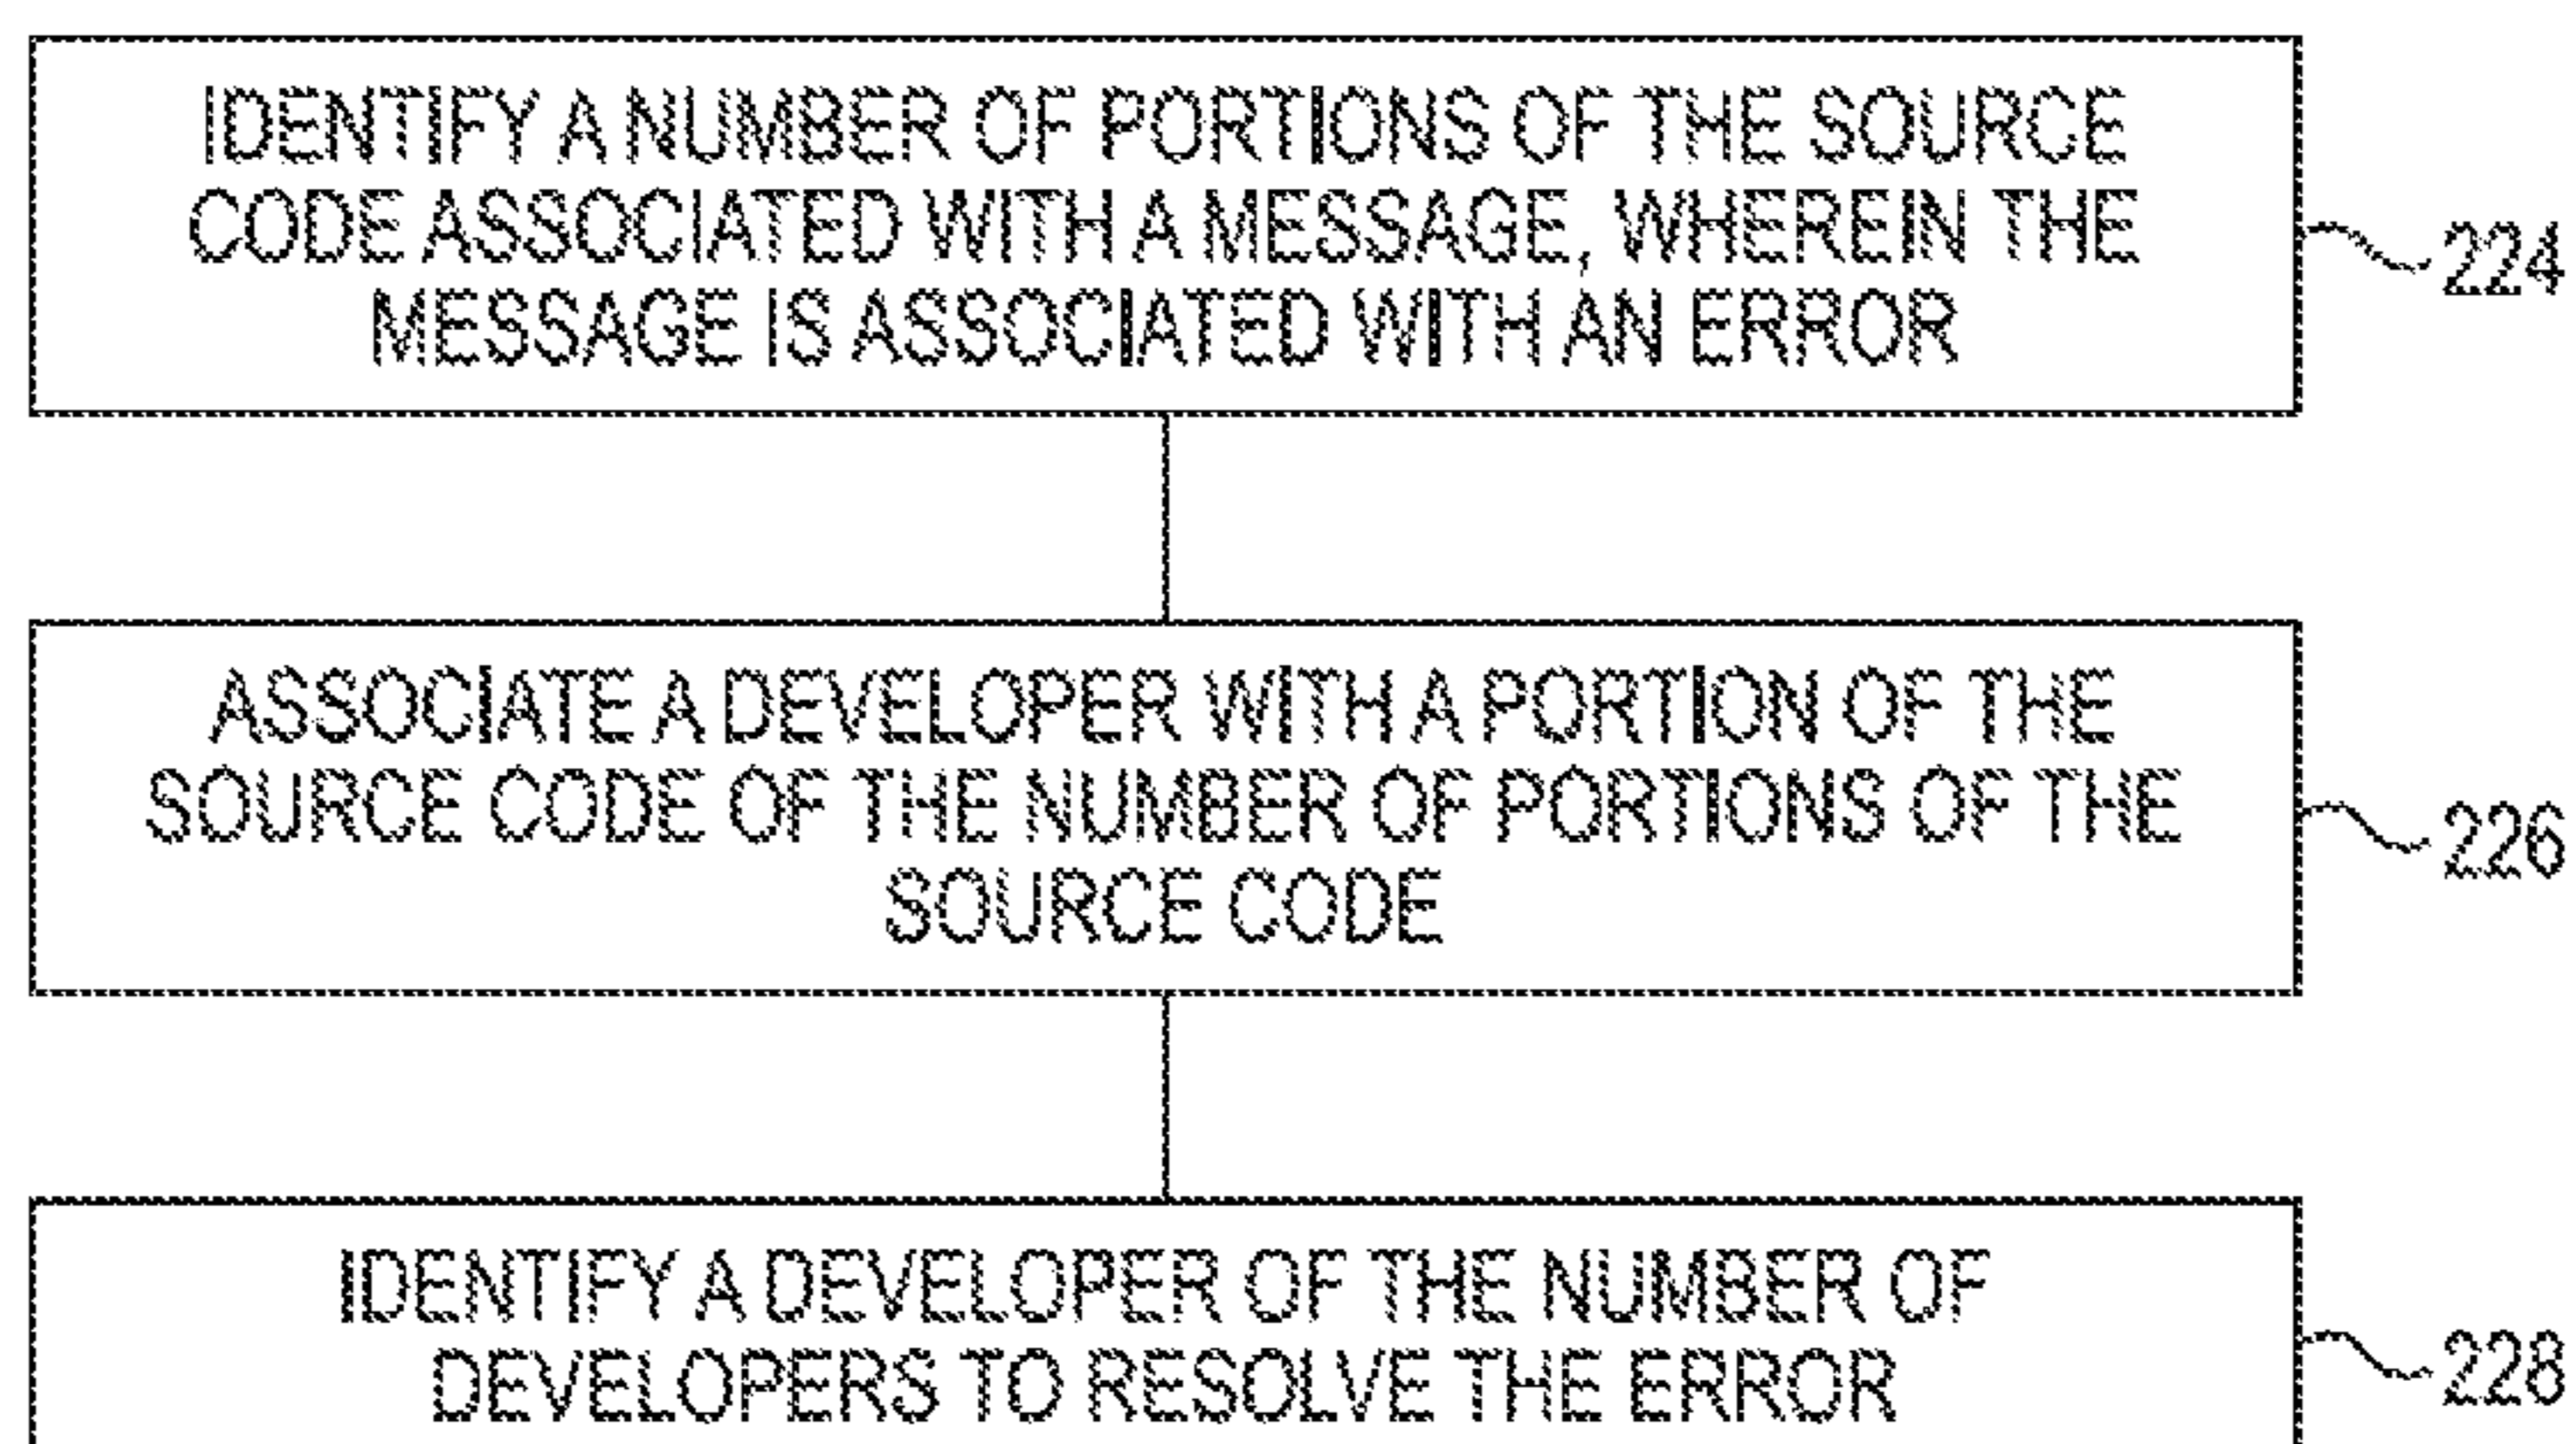 IDENTIFY A NUMBER OF PORTIONS OF THE SOURCE
CODE ASSOCIATED WITH A MESSAGE, WHEREIN THE
MESSAGE IS ASSOCIATED WITH AN ERROR
224
ASSOCIATE A DEVELOPER WITH A PORTION OF THE
SOURCE CODE OF THE NUMBER OF PORTIONS OF THE
SOURCE CODE
226
IDENTIFY A DEVELOPER OF THE NUMBER OF
DEVELOPERS TO RESOLVE THE ERROR
228